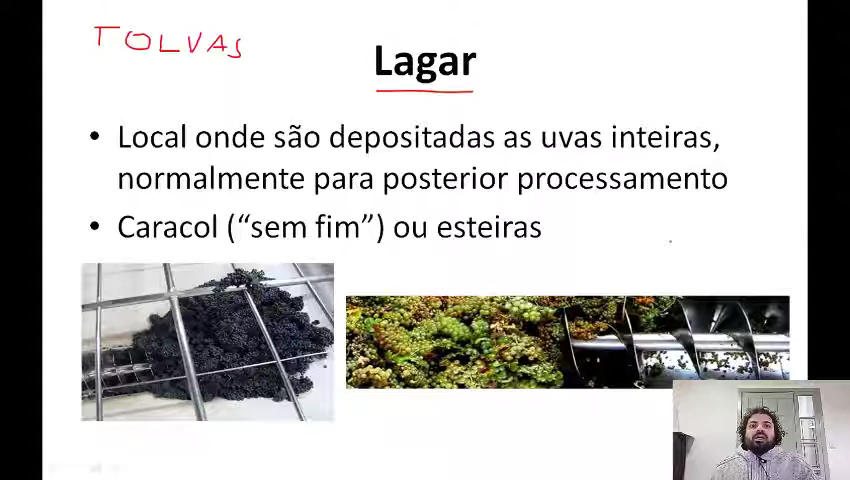 TOLVAS
Lagar
• Local onde são depositadas as uvas inteiras,
normalmente para posterior processamento
• Caracol (“sem fim”) ou esteiras